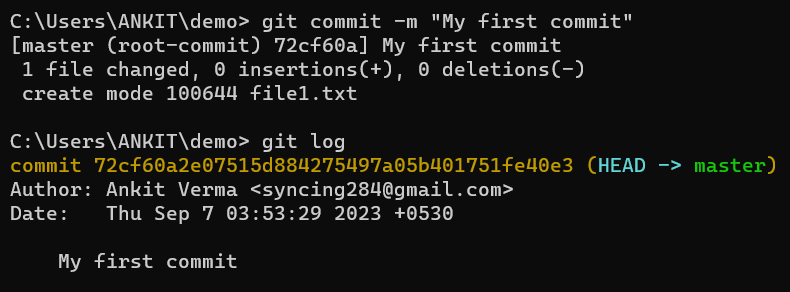 C:\Users\ANKIT\demo> git commit -m "My first commit"
[master (root-commit) 72cf60a] My first commit
 1 file changed, 0 insertions(+), 0 deletions(-)
 create mode 100644 file1.txt
C:\Users\ANKIT\demo> git log
commit 72cf60a2e07515d884275497a05b401751fe40e3 (HEAD -> master)
Author: Ankit Verma <syncing284@gmail.com>
Date:   Thu Sep 7 03:53:29 2023 +0530
    My first commit